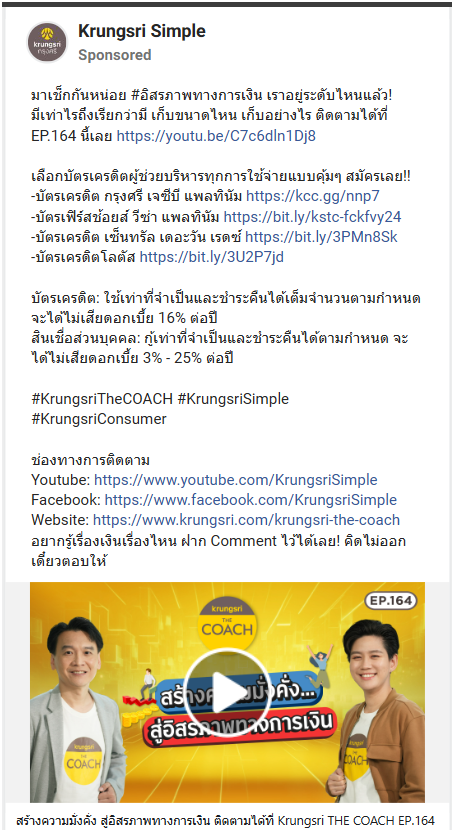 Krungsri Simple
Sponsored
krungsri
กรุงศรี
มาเช็กกันหน่อย #อิสรภาพทางการเงิน เราอยู่ระดับไหนแล้ว!
มีเท่าไรถึงเรียกว่ามี เก็บขนาดไหน เก็บอย่างไร ติดตามได้ที่
EP.164 นี้เลย https://youtu.be/C7c6dln1Dj8
เลือกบัตรเครดิตผู้ช่วยบริหารทุกการใช้จ่ายแบบคุ้มๆ สมัครเลย!!
-บัตรเครดิต กรุงศรี เจซีบี แพลทินัม https://kcc.gg/nnp7
-บัตรเฟิร์สช้อยส์ วีซ่า แพลทินัม https://bit.ly/kstc-fckfvy24
-บัตรเครดิต เซ็นทรัล เดอะวัน เรดซ์ https://bit.ly/3PMn8Sk
-บัตรเครดิตโลตัส https://bit.ly/3U2P7jd
บัตรเครดิต: ใช้เท่าที่จำเป็นและชำระคืนได้เต็มจำนวนตามกำหนด
จะได้ไม่เสียดอกเบี้ย 16% ต่อปี
สินเชื่อส่วนบุคคล: กู้เท่าที่จำเป็นและชำระคืนได้ตามกำหนด จะ
ได้ไม่เสียดอกเบี้ย 3% - 25% ต่อปี
#KrungsriTheCOACH #KrungsriSimple
#KrungsriConsumer
ช่องทางการติดตาม
Youtube: https://www.youtube.com/KrungsriSimple
Facebook: https://www.facebook.com/KrungsriSimple
Website: https://www.krungsri.com/krungsri-the-coach
อยากรู้เรื่องเงินเรื่องไหน ฝาก Comment ไว้ได้เลย! คิดไม่ออก
เดี๋ยวตอบให้
EP.164
krungsri
THE
COACH
สู่อิสรภาพทางการเงิน
krungsri
THE
COACH
krungsri
THE
COACH
สร้างความมั่งคั่ง สู่อิสรภาพทางการเงิน ติดตามได้ที่ Krungsri THE COACH EP.164